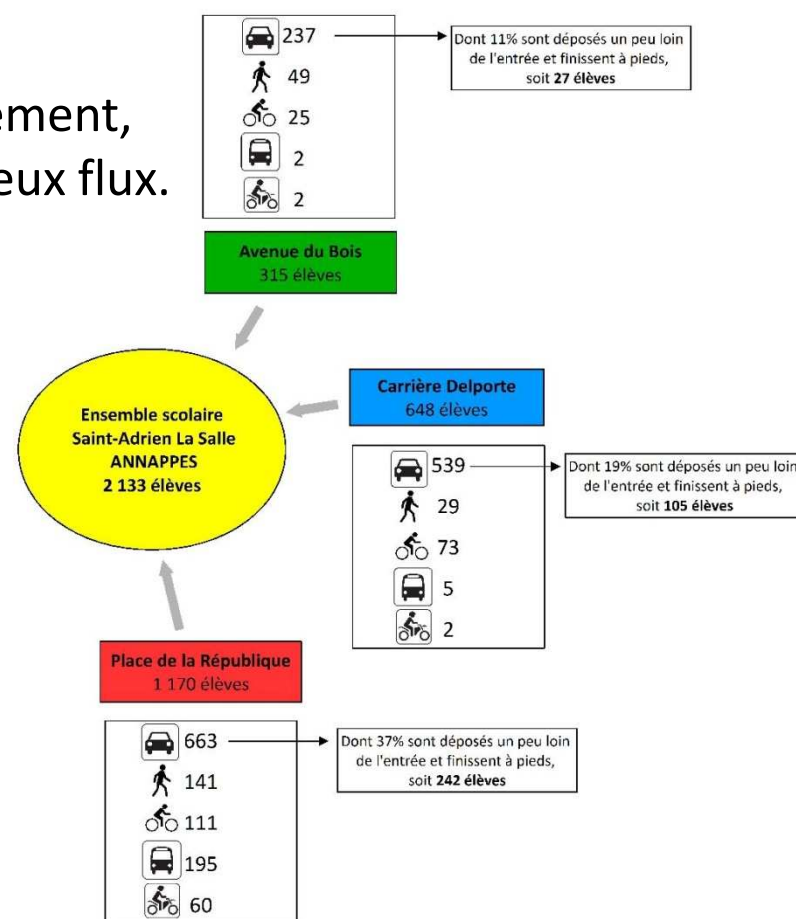 237
49
25
2
2
Dont 11% sont déposés un peu loin
de l'entrée et finissent à pieds,
soit 27 élèves
eux flux.
Avenue du Bois
315 élèves
Ensemble scolaire
Saint-Adrien La Salle
ANNAPPES
2 133 élèves
Carrière Delporte
648 élèves
539
29
73
5
2
Dont 19% sont déposés un peu loin
de l'entrée et finissent à pieds,
soit 105 élèves
Place de la République
1 170 élèves
663
141
111
195
60
Dont 37% sont déposés un peu loin
de l'entrée et finissent à pieds,
soit 242 élèves